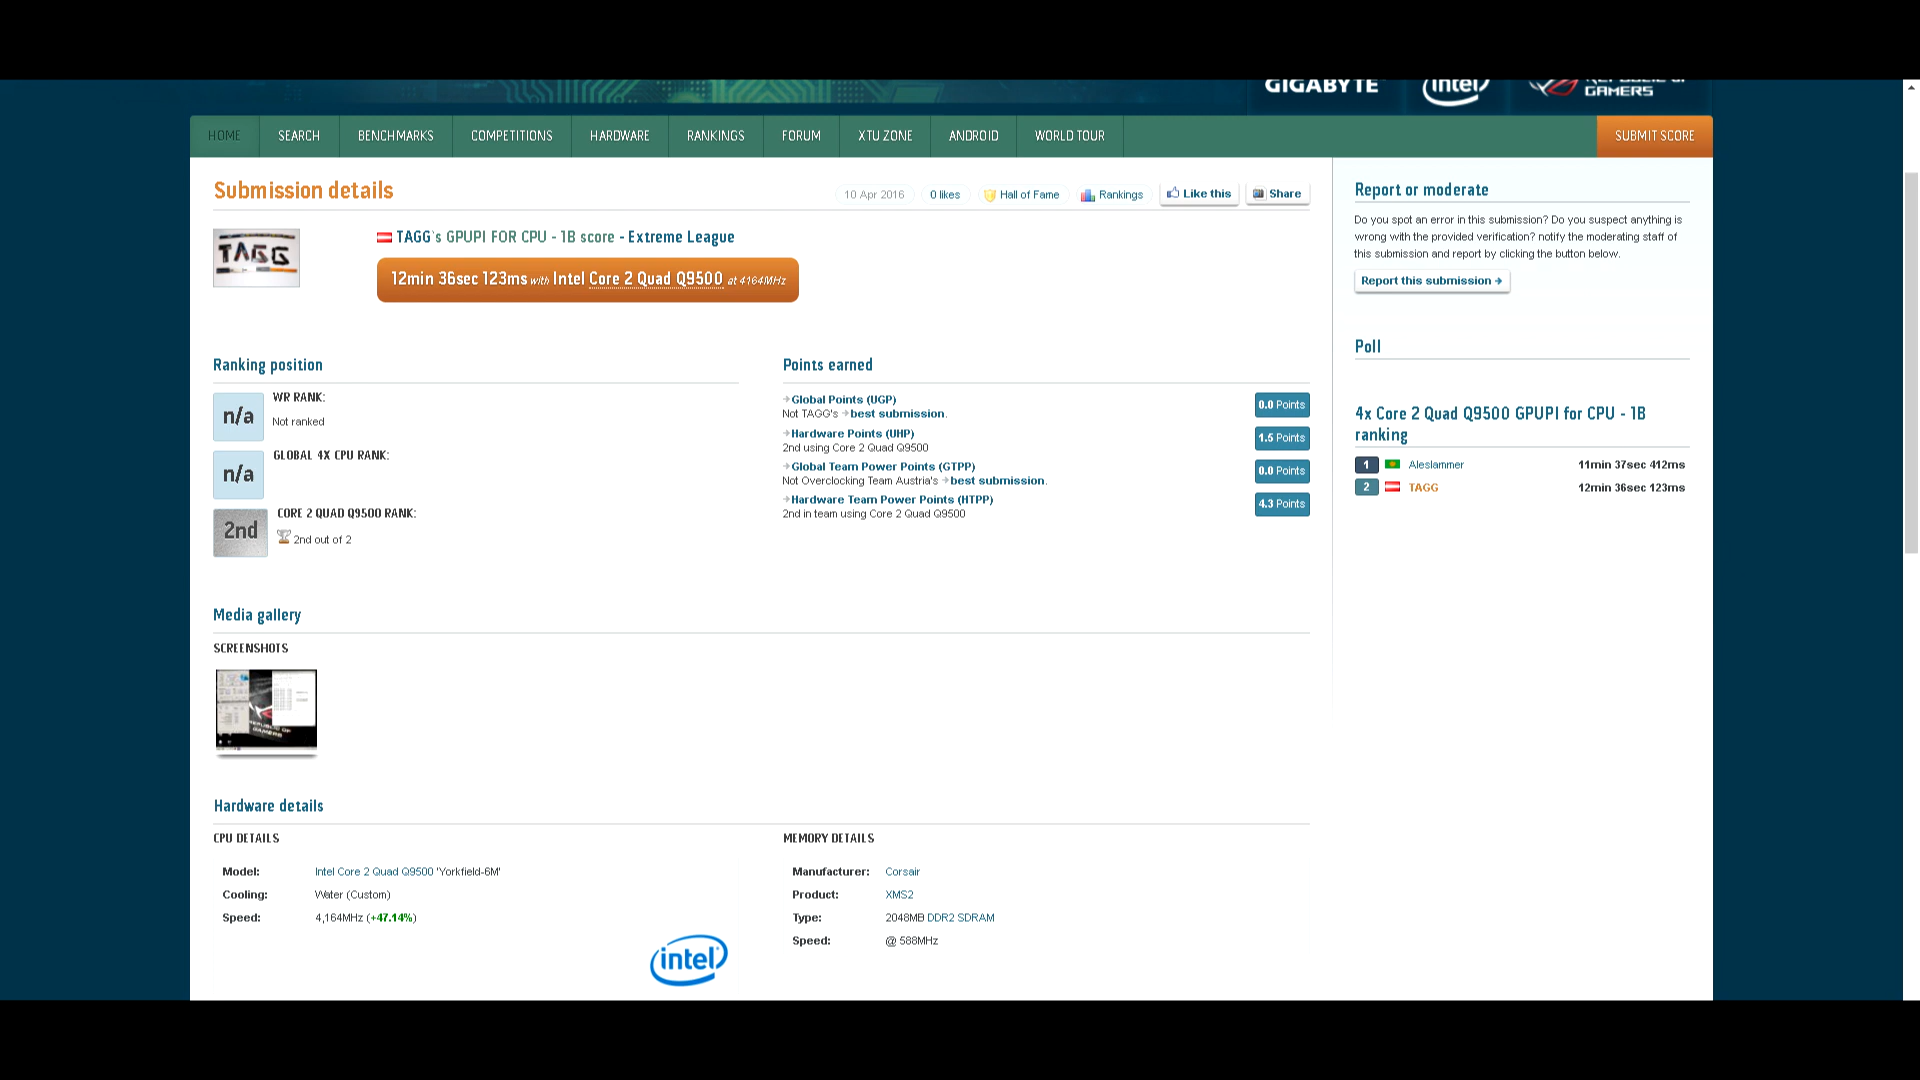 GIGABYTE
intel
GAMERS
HOME SEARCH BENCHMARKS COMPETITIONS HARDWARE RANKINGS FORUM XTU ZONE ANDROID WORLD TOUR SUBMIT SCORE
Submission details
10 Apr 2016 0 likes Hall of Fame Rankings Like this Share
TAGG
TAGG`s GPUPI FOR CPU - 1B score - Extreme League
12min 36sec 123ms with Intel Core 2 Quad Q9500 at 4164MHz
Ranking position
n/a
WR RANK:
Not ranked
n/a
GLOBAL 4X CPU RANK:
2nd
CORE 2 QUAD Q9500 RANK:
2nd out of 2
Points earned
Global Points (UGP)
Not TAGG's best submission.
0.0 Points
Hardware Points (UHP)
2nd using Core 2 Quad Q9500
1.5 Points
Global Team Power Points (GTPP)
Not Overclocking Team Austria's best submission.
0.0 Points
Hardware Team Power Points (HTPP)
2nd in team using Core 2 Quad Q9500
4.3 Points
Media gallery
SCREENSHOTS
Hardware details
CPU DETAILS
Model: Intel Core 2 Quad Q9500 'Yorkfield-6M'
Cooling: Water (Custom)
Speed: 4,164MHz (+47.14%)
intel
MEMORY DETAILS
Manufacturer: Corsair
Product: XMS2
Type: 2048MB DDR2 SDRAM
Speed: @ 588MHz
Report or moderate
Do you spot an error in this submission? Do you suspect anything is
wrong with the provided verification? notify the moderating staff of
this submission and report by clicking the button below.
Report this submission
Poll
4x Core 2 Quad Q9500 GPUPI for CPU - 1B
ranking
1 Aleslammer 11min 37sec 412ms
2 TAGG 12min 36sec 123ms